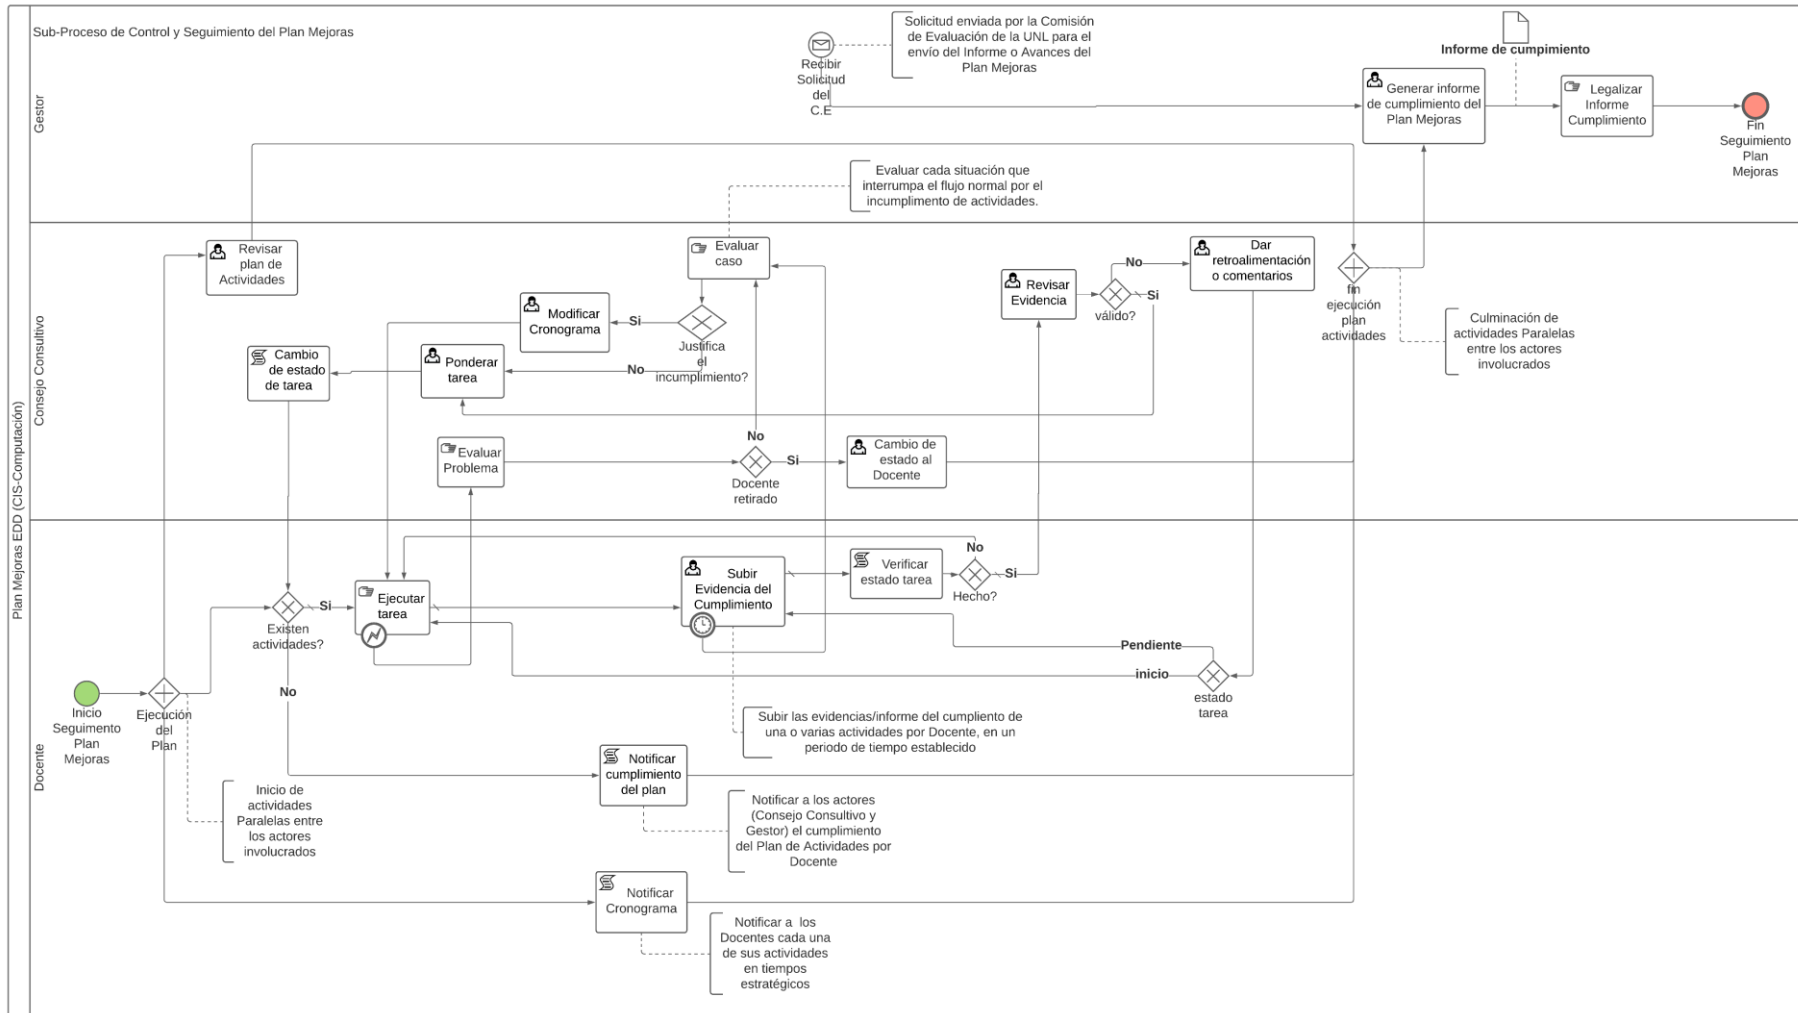 Plan Mejoras EDD (CIS-Computación)
Sub-Proceso de Control y Seguimiento del Plan Mejoras
Gestor
Recibir
Solicitud
del
C.E
Solicitud enviada por la Comisión
de Evaluación de la UNL para el
envío del Informe o Avances del
Plan Mejoras
Informe de cumpimiento
Generar informe
de cumplimiento del
Plan Mejoras
Legalizar
Informe
Cumplimiento
Fin
Seguimiento
Plan
Mejoras
Evaluar cada situación que
interrumpa el flujo normal por el
incumplimento de actividades.
Consejo Consultivo
Revisar
plan de
Actividades
Evaluar
caso
Modificar
Cronograma
Si
Justifica
el
incumplimiento?
No
Ponderar
tarea
Cambio
de estado
de tarea
Revisar
Evidencia
válido?
No
Si
Dar
retroalimentación
o comentarios
fin
ejecución
plan
actividades
Culminación de
actividades Paralelas
entre los actores
involucrados
Evaluar
Problema
No
Docente
retirado
Si
Cambio de
estado al
Docente
Docente
Inicio
Seguimento
Plan
Mejoras
Ejecución
del
Plan
Inicio de
actividades
Paralelas entre
los actores
involucrados
Existen
actividades?
Si
No
Ejecutar
tarea
Subir
Evidencia del
Cumplimiento
Verificar
estado tarea
Hecho?
No
Si
Pendiente
inicio
estado
tarea
Subir las evidencias/informe del cumpliento de
una o varias actividades por Docente, en un
periodo de tiempo establecido
Notificar
cumplimiento
del plan
Notificar a los actores
(Consejo Consultivo y
Gestor) el cumplimiento
del Plan de Actividades por
Docente
Notificar
Cronograma
Notificar a los
Docentes cada una
de sus actividades
en tiempos
estratégicos